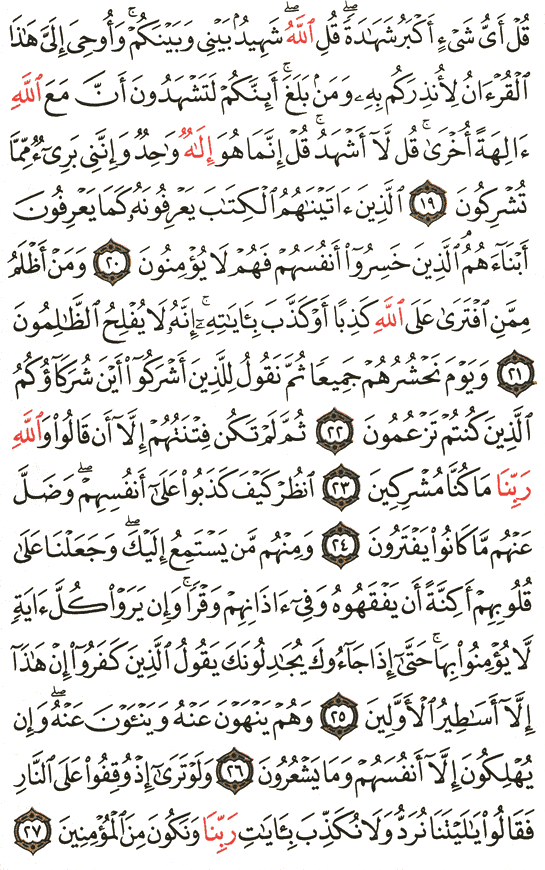 قُلْ أَىُّ شَىْءٍ أَكْبَرُ شَهَٰدَةً ۖ قُلِ ٱللَّهُ ۖ شَهِيدٌۢ بَيْنِى وَبَيْنَكُمْ ۚ وَأُوحِىَ إِلَىَّ هَٰذَا
ٱلْقُرْءَانُ لِأُنذِرَكُم بِهِۦ وَمَنۢ بَلَغَ ۚ أَئِنَّكُمْ لَتَشْهَدُونَ أَنَّ مَعَ ٱللَّهِ
ءَالِهَةً أُخْرَىٰ ۚ قُل لَّآ أَشْهَدُ ۚ قُلْ إِنَّمَا هُوَ إِلَٰهٌ وَٰحِدٌ وَإِنَّنِى بَرِىٓءٌ مِّمَّا
تُشْرِكُونَ ١٩ ٱلَّذِينَ ءَاتَيْنَٰهُمُ ٱلْكِتَٰبَ يَعْرِفُونَهُۥ كَمَا يَعْرِفُونَ
أَبْنَآءَهُمُ ۘ ٱلَّذِينَ خَسِرُوٓا۟ أَنفُسَهُمْ فَهُمْ لَا يُؤْمِنُونَ ٢٠ وَمَنْ أَظْلَمُ
مِمَّنِ ٱفْتَرَىٰ عَلَى ٱللَّهِ كَذِبًا أَوْ كَذَّبَ بِـَٔايَٰتِهِۦٓ ۗ إِنَّهُۥ لَا يُفْلِحُ ٱلظَّٰلِمُونَ
٢١ وَيَوْمَ نَحْشُرُهُمْ جَمِيعًا ثُمَّ نَقُولُ لِلَّذِينَ أَشْرَكُوٓا۟ أَيْنَ شُرَكَآؤُكُمُ
ٱلَّذِينَ كُنتُمْ تَزْعُمُونَ ٢٢ ثُمَّ لَمْ تَكُن فِتْنَتُهُمْ إِلَّآ أَن قَالُوا۟ وَٱللَّهِ
رَبِّنَا مَا كُنَّا مُشْرِكِينَ ٢٣ ٱنظُرْ كَيْفَ كَذَبُوا۟ عَلَىٰٓ أَنفُسِهِمْ ۚ وَضَلَّ
عَنْهُم مَّا كَانُوا۟ يَفْتَرُونَ ٢٤ وَمِنْهُم مَّن يَسْتَمِعُ إِلَيْكَ ۖ وَجَعَلْنَا عَلَىٰ
قُلُوبِهِمْ أَكِنَّةً أَن يَفْقَهُوهُ وَفِىٓ ءَاذَانِهِمْ وَقْرًا ۚ وَإِن يَرَوْا۟ كُلَّ ءَايَةٍ
لَّا يُؤْمِنُوا۟ بِهَا ۚ حَتَّىٰٓ إِذَا جَآءُوكَ يُجَٰدِلُونَكَ يَقُولُ ٱلَّذِينَ كَفَرُوٓا۟ إِنْ هَٰذَآ
إِلَّآ أَسَٰطِيرُ ٱلْأَوَّلِينَ ٢٥ وَهُمْ يَنْهَوْنَ عَنْهُ وَيَنْـَٔوْنَ عَنْهُ ۖ وَإِن
يُهْلِكُونَ إِلَّآ أَنفُسَهُمْ وَمَا يَشْعُرُونَ ٢٦ وَلَوْ تَرَىٰٓ إِذْ وُقِفُوا۟ عَلَى ٱلنَّارِ
فَقَالُوا۟ يَٰلَيْتَنَا نُرَدُّ وَلَا نُكَذِّبَ بِـَٔايَٰتِ رَبِّنَا وَنَكُونَ مِنَ ٱلْمُؤْمِنِينَ ٢٧